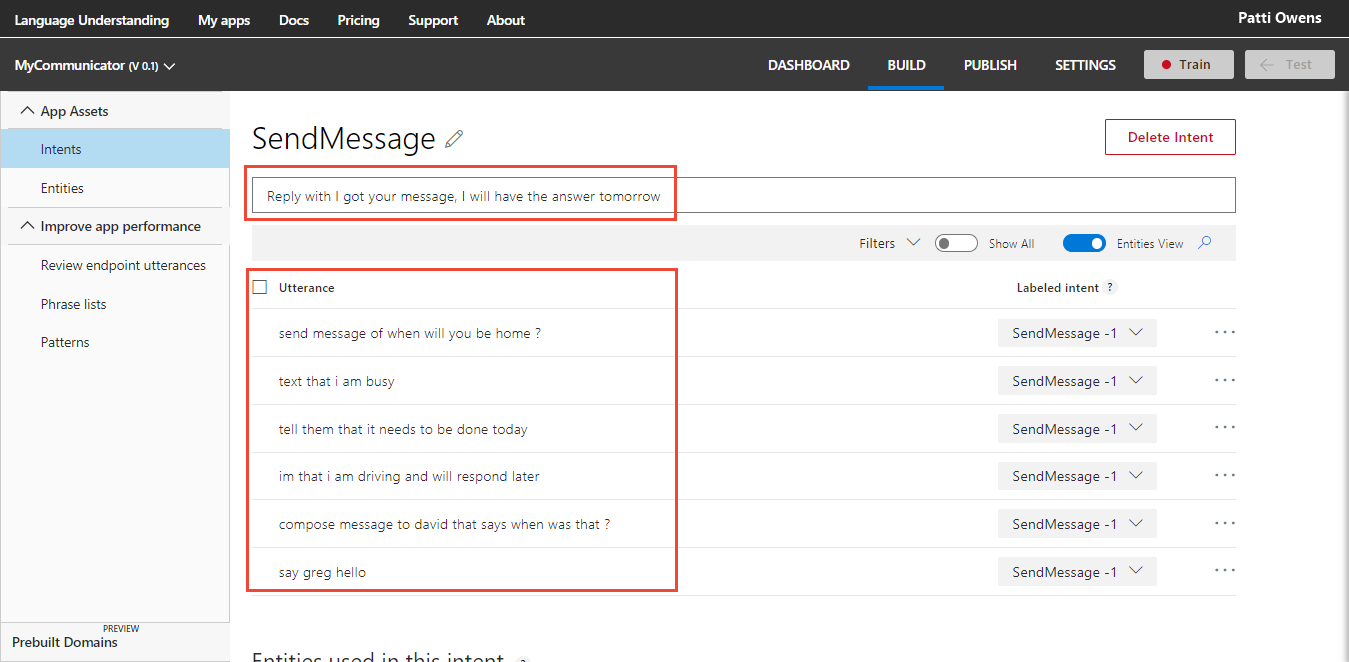 Language Understanding My apps Docs Pricing Support About Patti Owens
MyCommunicator (V 0.1) DASHBOARD BUILD PUBLISH SETTINGS Train Test
App Assets
Intents
Entities
Improve app performance
Review endpoint utterances
Phrase lists
Patterns
PREVIEW
Prebuilt Domains
SendMessage Delete Intent
Reply with I got your message, I will have the answer tomorrow
Filters Show All Entities View
Utterance Labeled intent ?
send message of when will you be home ? SendMessage -1 ...
text that i am busy SendMessage -1 ...
tell them that it needs to be done today SendMessage -1 ...
im that i am driving and will respond later SendMessage -1 ...
compose message to david that says when was that ? SendMessage -1 ...
say greg hello SendMessage -1 ...
Entities used in this intent ?